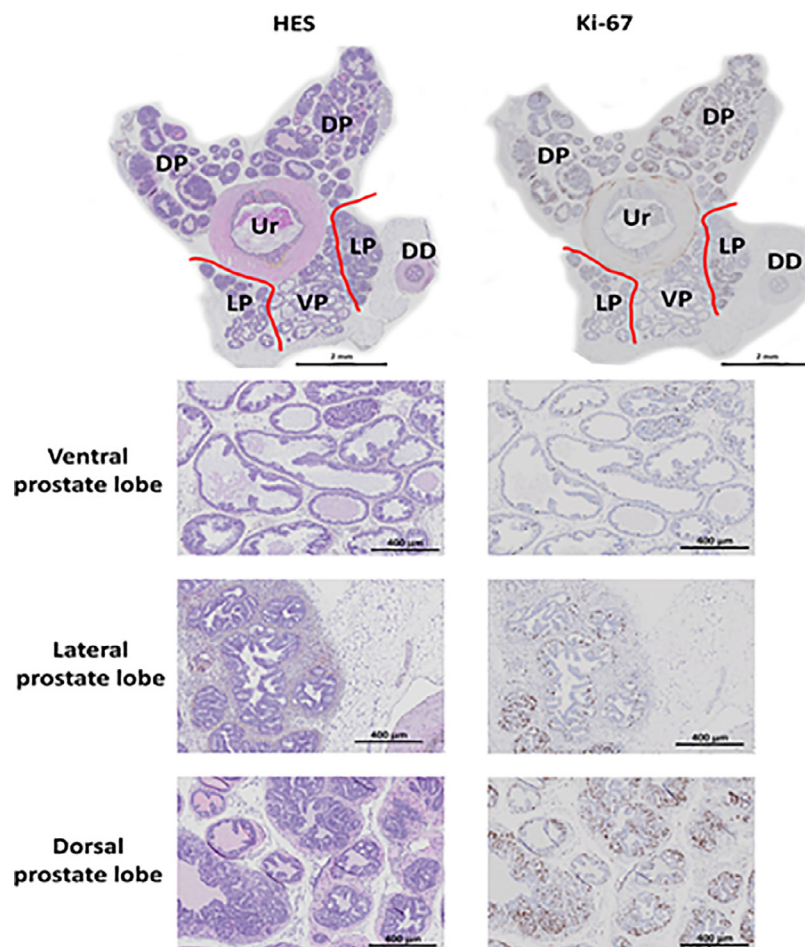 HES Ki-67
DP DP
DP DP
Ur Ur
LP DD LP DD
LP VP LP VP
2 mm 2 mm
Ventral
prostate lobe
400 µm 400 µm
Lateral
prostate lobe
400 µm 400 µm
Dorsal
prostate lobe
400 µm 400 µm